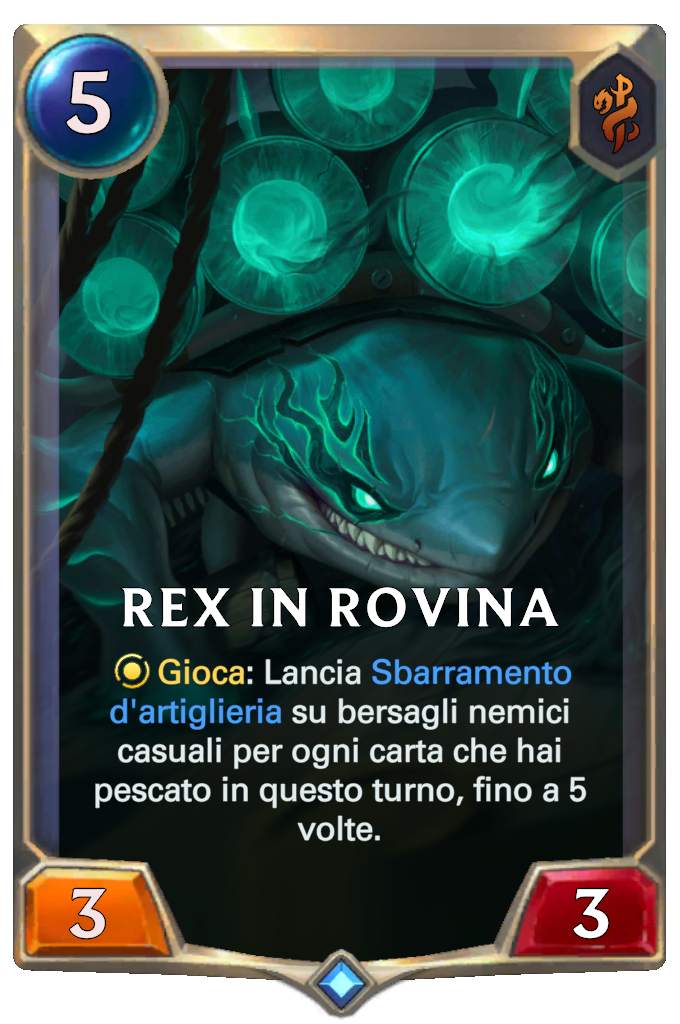 5
REX IN ROVINA
Gioca: Lancia Sbarramento
d'artiglieria su bersagli nemici
casuali per ogni carta che hai
pescato in questo turno, fino a 5
volte.
3
3